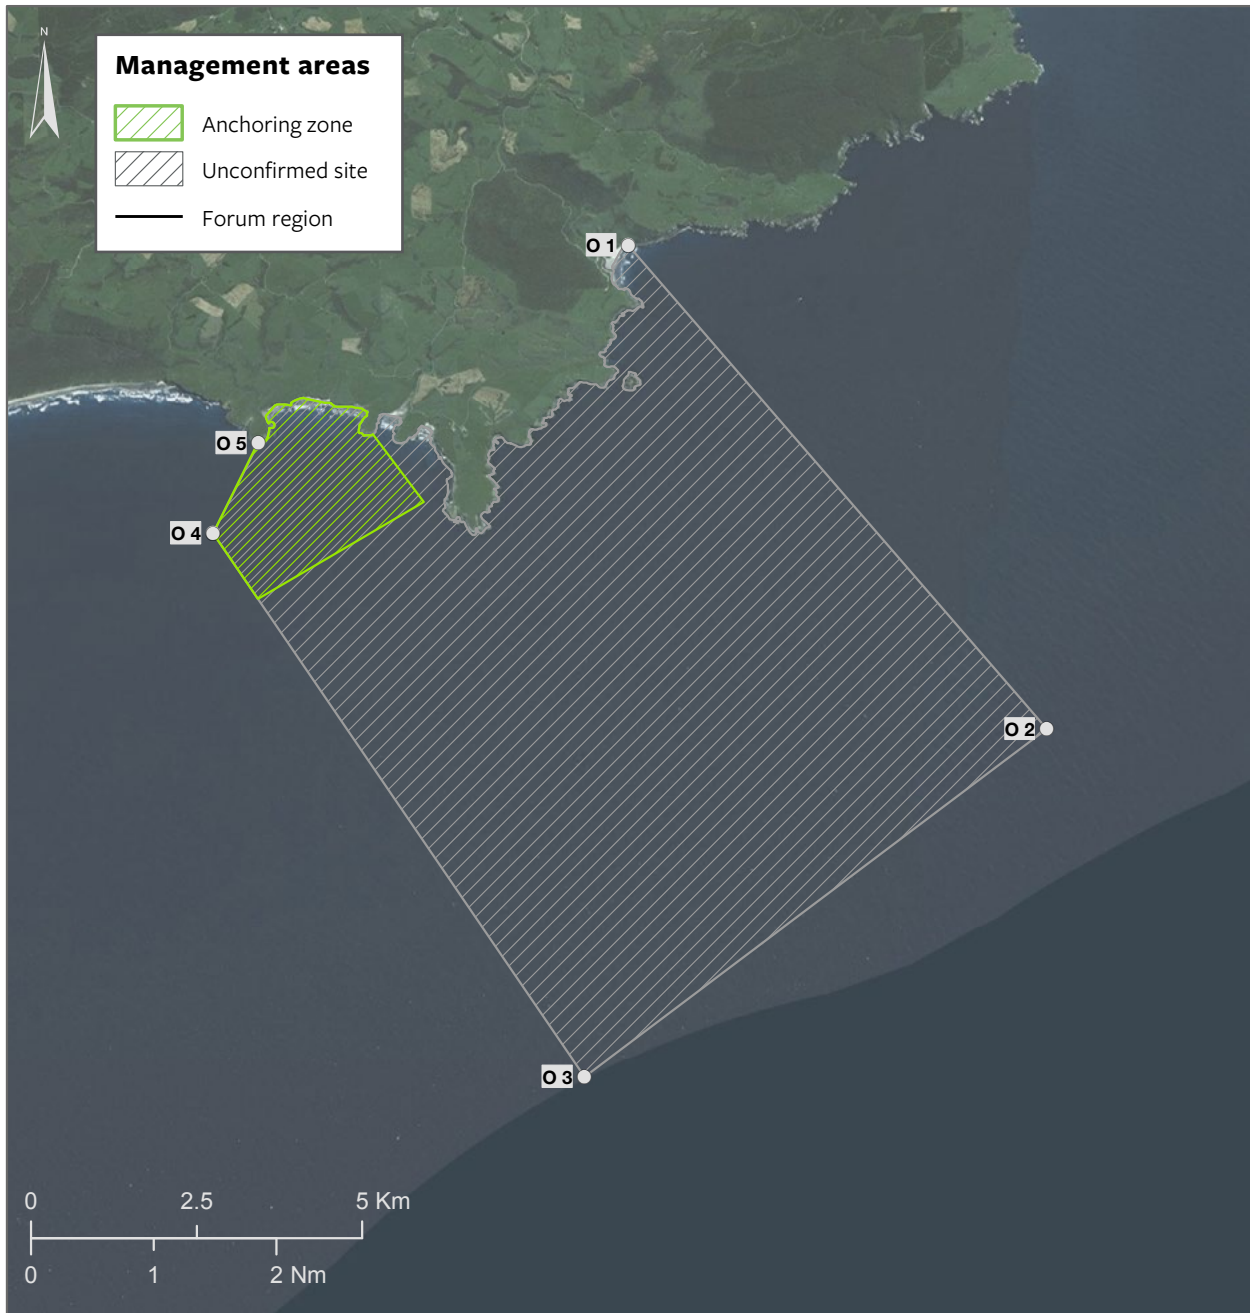 N
Management areas
Anchoring zone
Unconfirmed site
Forum region
O 1
O 5
O 4
O 2
O 3
0 2.5 5 Km
0 1 2 Nm